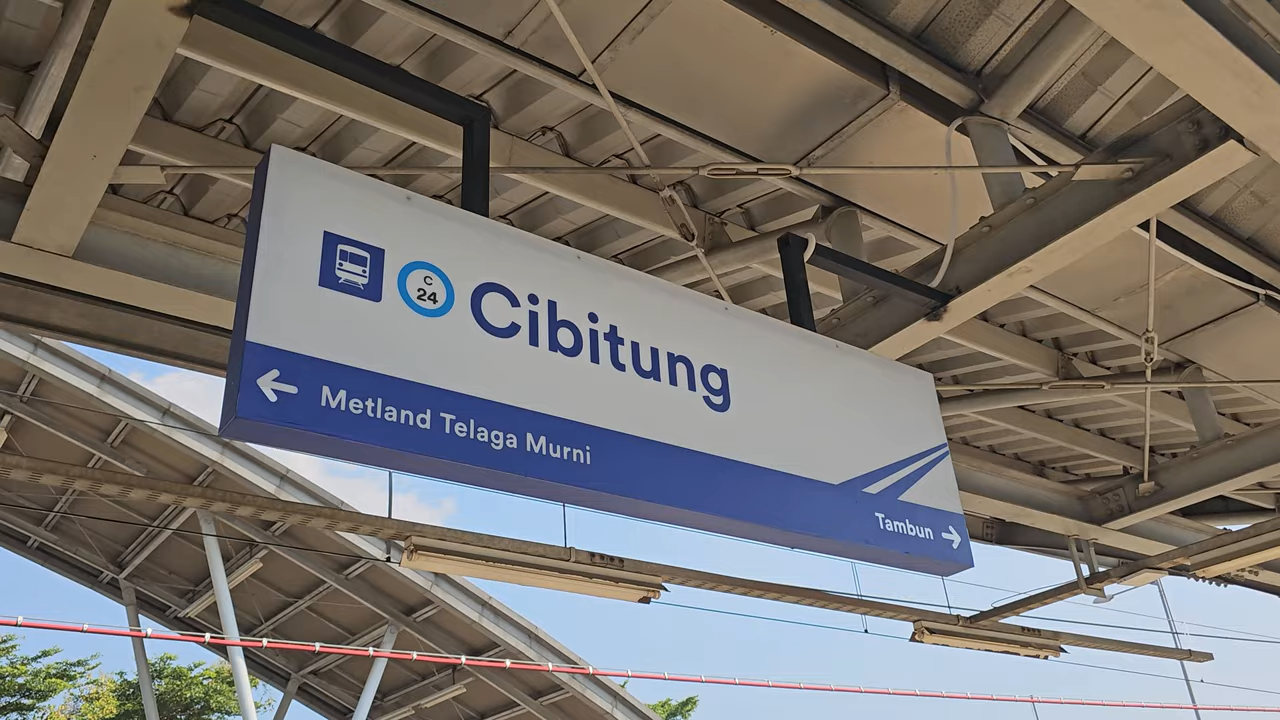 C
24
Cibitung
← Metland Telaga Murni
Tambun →